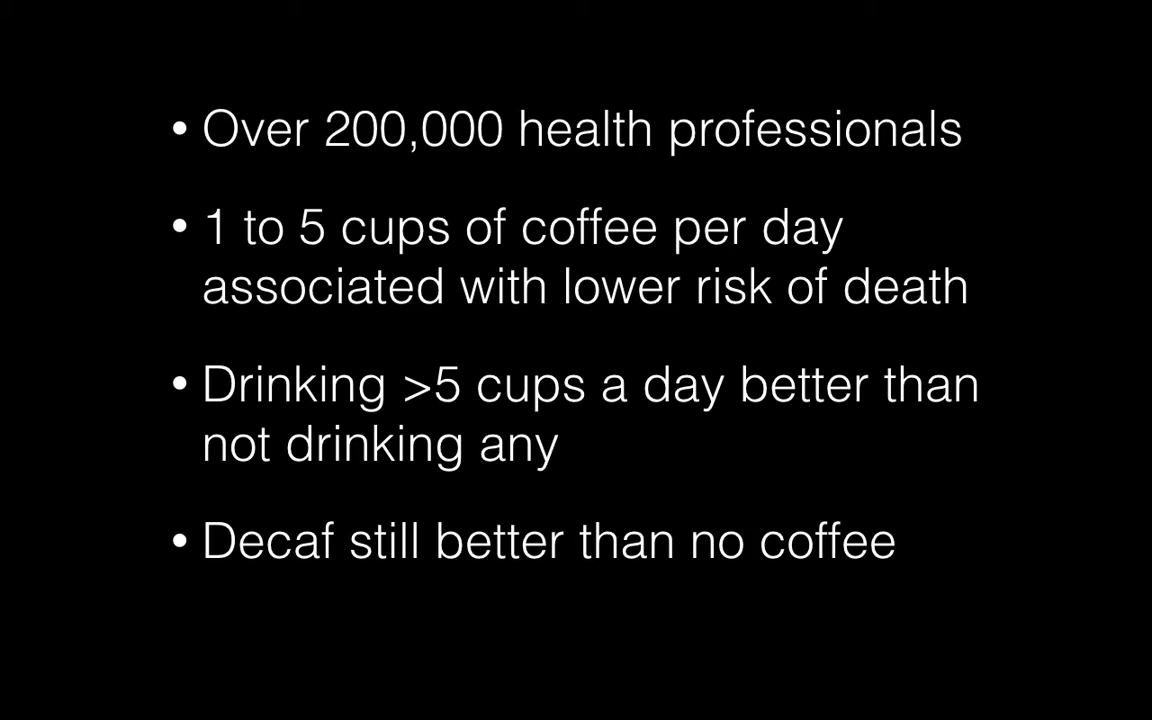 • Over 200,000 health professionals
• 1 to 5 cups of coffee per day
associated with lower risk of death
• Drinking >5 cups a day better than
not drinking any
• Decaf still better than no coffee